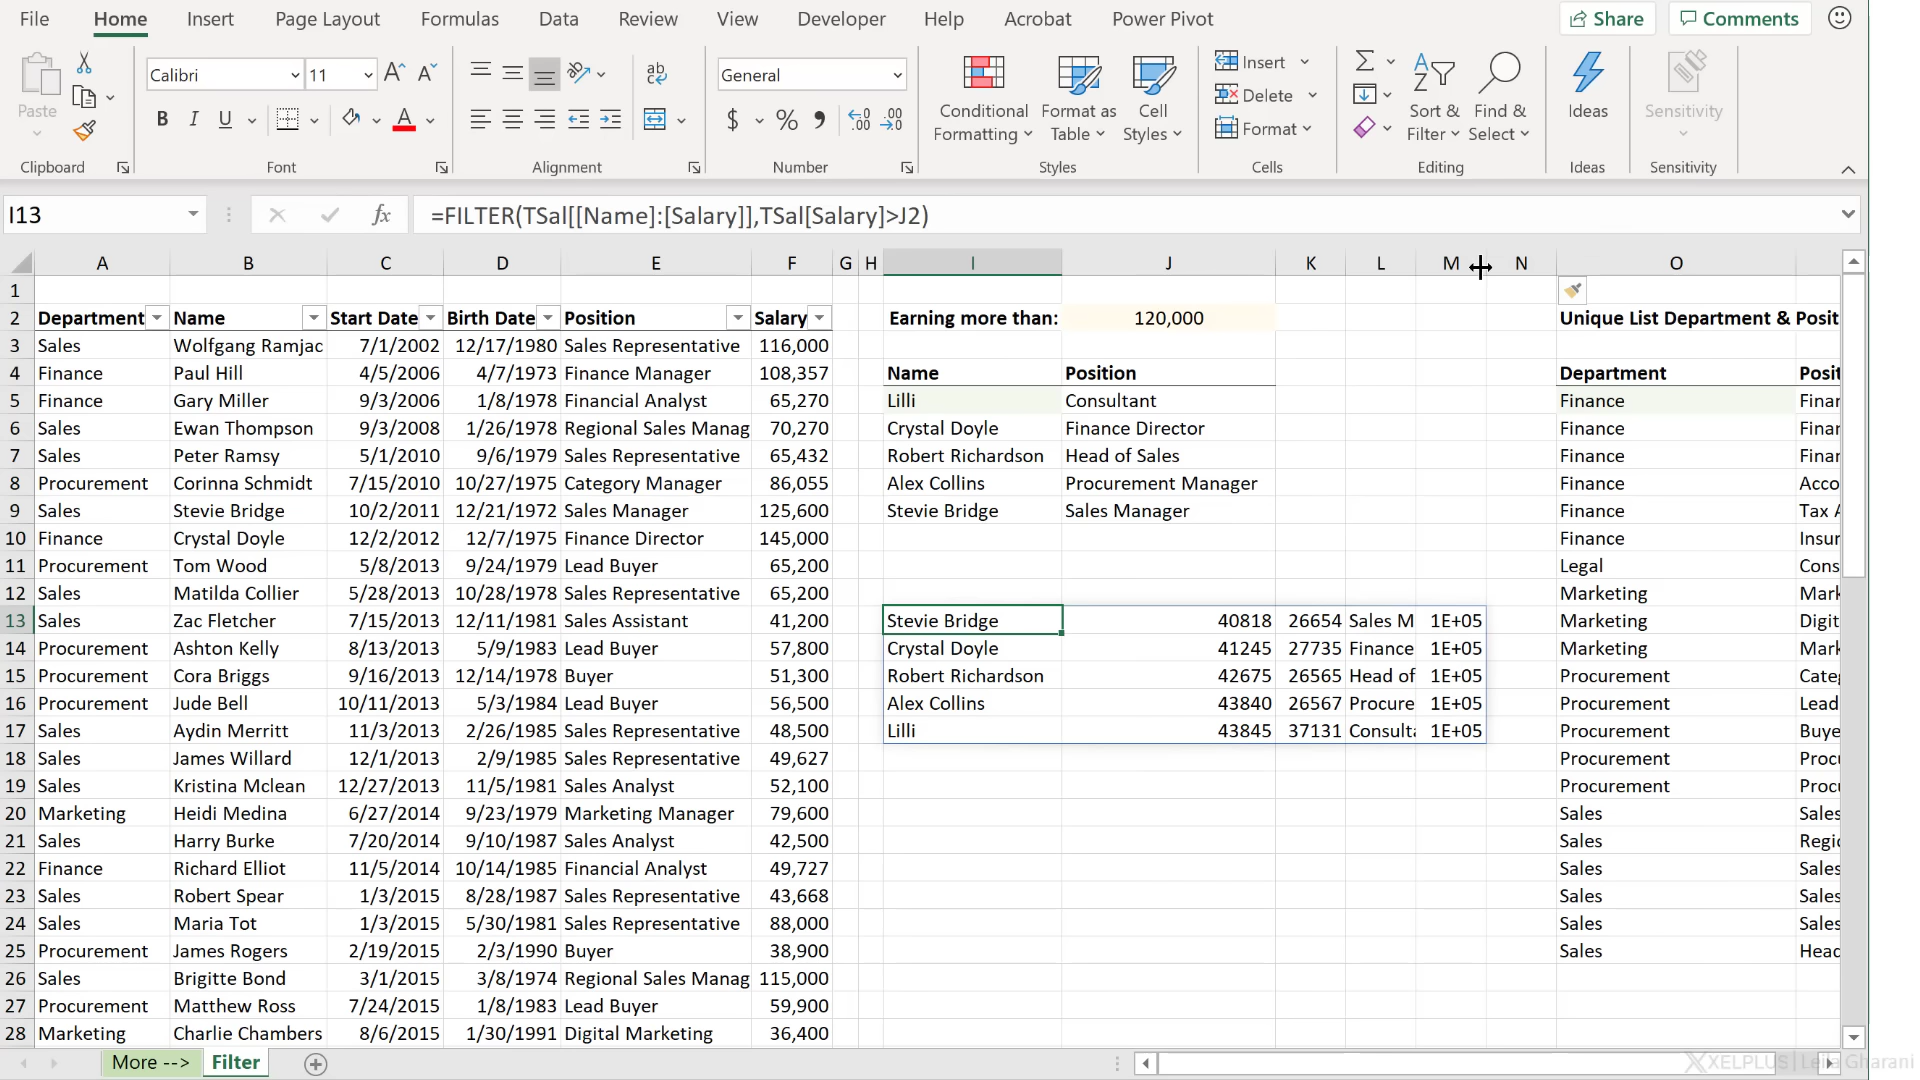 File Home Insert Page Layout Formulas Data Review View Developer Help Acrobat Power Pivot Share Comments
Calibri 11 General Insert
Paste B I U A ab $ % Conditional Formatting Format as Table Cell Styles Delete Format Sort & Filter Find & Select Ideas Sensitivity
Clipboard Font Alignment Number Styles Cells Editing Ideas Sensitivity
I13 fx =FILTER(TSal[[Name]:[Salary]],TSal[Salary]>J2)
A B C D E F G H I J K L M N O
1
2 Department Name Start Date Birth Date Position Salary Earning more than: 120,000 Unique List Department & Posit
3 Sales Wolfgang Ramjac 7/1/2002 12/17/1980 Sales Representative 116,000
4 Finance Paul Hill 4/5/2006 4/7/1973 Finance Manager 108,357 Name Position Department Posit
5 Finance Gary Miller 9/3/2006 1/8/1978 Financial Analyst 65,270 Lilli Consultant Finance Finar
6 Sales Ewan Thompson 9/3/2008 1/26/1978 Regional Sales Manag 70,270 Crystal Doyle Finance Director Finance Finar
7 Sales Peter Ramsy 5/1/2010 9/6/1979 Sales Representative 65,432 Robert Richardson Head of Sales Finance Finar
8 Procurement Corinna Schmidt 7/15/2010 10/27/1975 Category Manager 86,055 Alex Collins Procurement Manager Finance Acco
9 Sales Stevie Bridge 10/2/2011 12/21/1972 Sales Manager 125,600 Stevie Bridge Sales Manager Finance Tax A
10 Finance Crystal Doyle 12/2/2012 12/7/1975 Finance Director 145,000 Finance Insur
11 Procurement Tom Wood 5/8/2013 9/24/1979 Lead Buyer 65,200 Legal Cons
12 Sales Matilda Collier 5/28/2013 10/28/1978 Sales Representative 65,200 Marketing Mark
13 Sales Zac Fletcher 7/15/2013 12/11/1981 Sales Assistant 41,200 Stevie Bridge 40818 26654 Sales M 1E+05 Marketing Digit
14 Procurement Ashton Kelly 8/13/2013 5/9/1983 Lead Buyer 57,800 Crystal Doyle 41245 27735 Finance 1E+05 Marketing Mark
15 Procurement Cora Briggs 9/16/2013 12/14/1978 Buyer 51,300 Robert Richardson 42675 26565 Head of 1E+05 Procurement Categ
16 Procurement Jude Bell 10/11/2013 5/3/1984 Lead Buyer 56,500 Alex Collins 43840 26567 Procure 1E+05 Procurement Lead
17 Sales Aydin Merritt 11/3/2013 2/26/1985 Sales Representative 48,500 Lilli 43845 37131 Consulta 1E+05 Procurement Buye
18 Sales James Willard 12/1/2013 2/9/1985 Sales Representative 49,627 Procurement Procu
19 Sales Kristina Mclean 12/27/2013 11/5/1981 Sales Analyst 52,100 Procurement Procu
20 Marketing Heidi Medina 6/27/2014 9/23/1979 Marketing Manager 79,600 Sales Sales
21 Sales Harry Burke 7/20/2014 9/10/1987 Sales Analyst 42,500 Sales Regic
22 Finance Richard Elliot 11/5/2014 10/14/1985 Financial Analyst 49,727 Sales Sales
23 Sales Robert Spear 1/3/2015 8/28/1987 Sales Representative 43,668 Sales Sales
24 Sales Maria Tot 1/3/2015 5/30/1981 Sales Representative 88,000 Sales Sales
25 Procurement James Rogers 2/19/2015 2/3/1990 Buyer 38,900 Sales Head
26 Sales Brigitte Bond 3/1/2015 3/8/1974 Regional Sales Manag 115,000
27 Procurement Matthew Ross 7/24/2015 1/8/1983 Lead Buyer 59,900
28 Marketing Charlie Chambers 8/6/2015 1/30/1991 Digital Marketing 36,400
More --> Filter XELPLUS | Leila Gharani